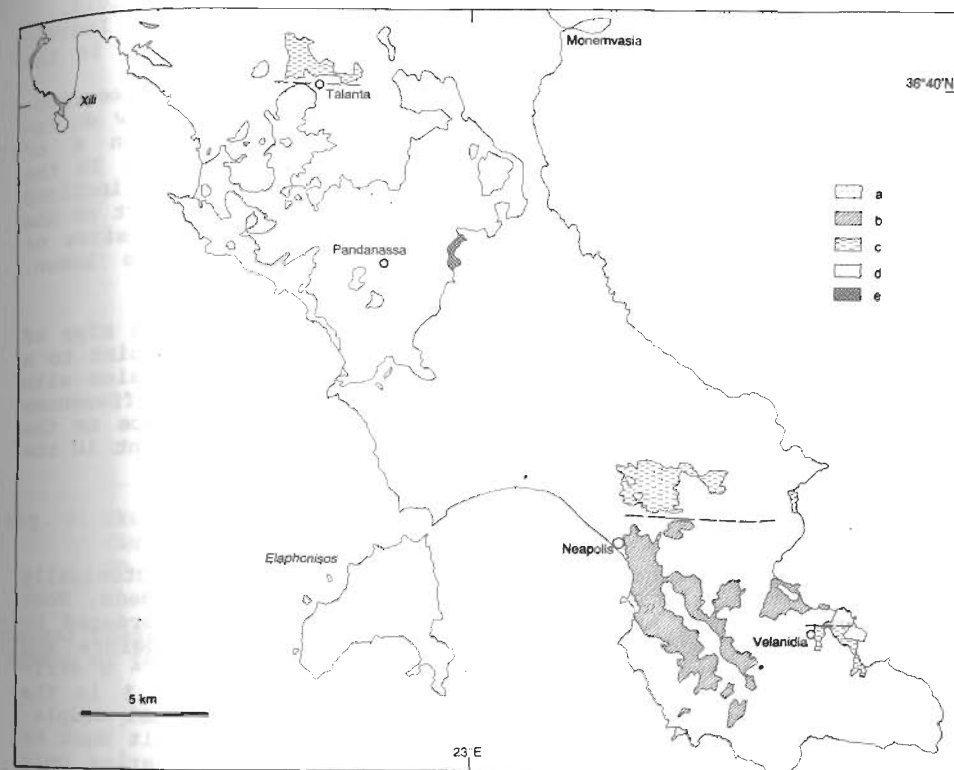 Monemvasia
36°40'N
Xili
Talanta
a
b
c
d
e
Pandanassa
Elaphonisos
Neapolis
Velanidia
5 km
23°E